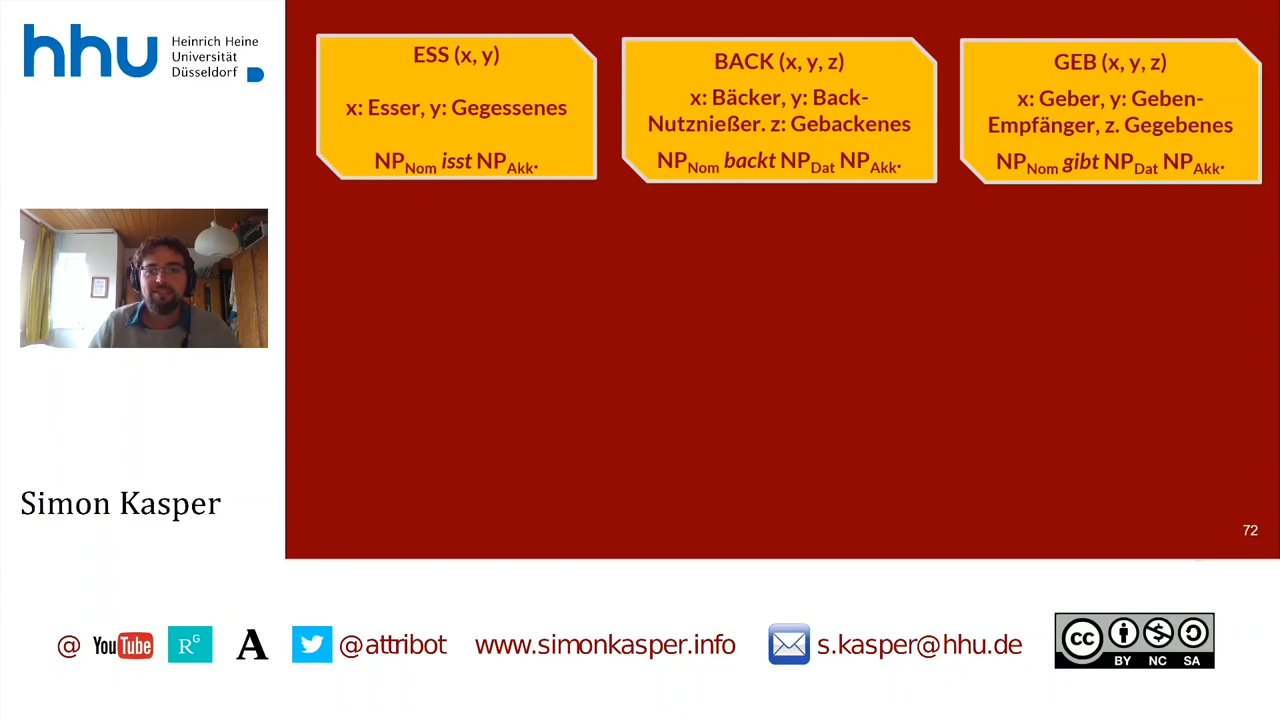 hhu Heinrich Heine
Universität
Düsseldorf
ESS (x, y)
x: Esser, y: Gegessenes
NPNom isst NPAkk.
BACK (x, y, z)
x: Bäcker, y: Back-
Nutznießer. z: Gebackenes
NPNom backt NPDat NPAkk.
GEB (x, y, z)
x: Geber, y: Geben-
Empfänger, z. Gegebenes
NPNom gibt NPDat NPAkk.
Simon Kasper
72
@ YouTube RG A @attribot www.simonkasper.info s.kasper@hhu.de
cc BY NC SA